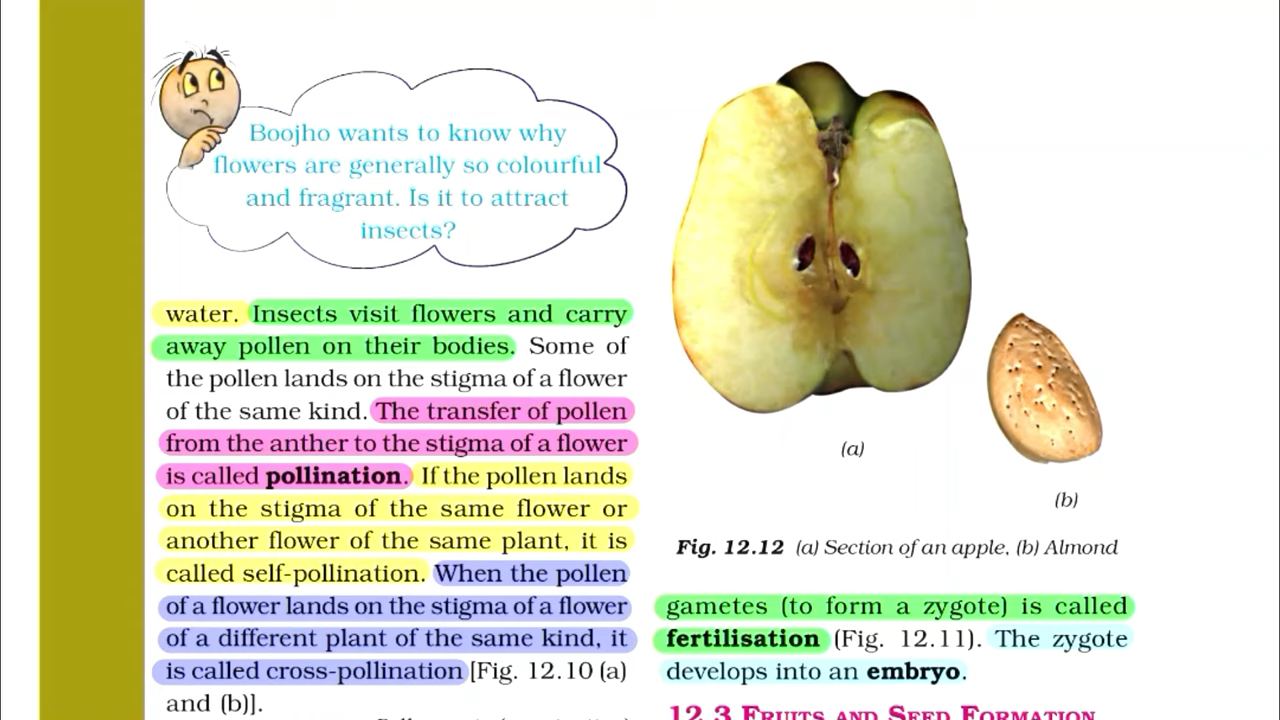 Boojho wants to know why
flowers are generally so colourful
and fragrant. Is it to attract
insects?
water. Insects visit flowers and carry
away pollen on their bodies. Some of
the pollen lands on the stigma of a flower
of the same kind. The transfer of pollen
from the anther to the stigma of a flower
is called pollination. If the pollen lands
on the stigma of the same flower or
another flower of the same plant, it is
called self-pollination. When the pollen
of a flower lands on the stigma of a flower
of a different plant of the same kind, it
is called cross-pollination [Fig. 12.10 (a)
and (b)].
(a)
(b)
Fig. 12.12 (a) Section of an apple, (b) Almond
gametes (to form a zygote) is called
fertilisation (Fig. 12.11). The zygote
develops into an embryo.
12.3 FRUITS AND SEED FORMATION